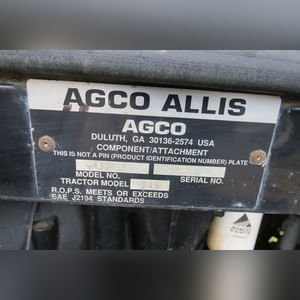 AGCO ALLIS
AGCO
DULUTH, GA 30136-2574 USA
COMPONENT/ATTACHMENT
THIS IS NOT A PIN (PRODUCT IDENTIFICATION NUMBER) PLATE
MODEL NO. SERIAL NO.
TRACTOR MODEL
R.O.P.S. MEETS OR EXCEEDS
SAE J2194 STANDARDS